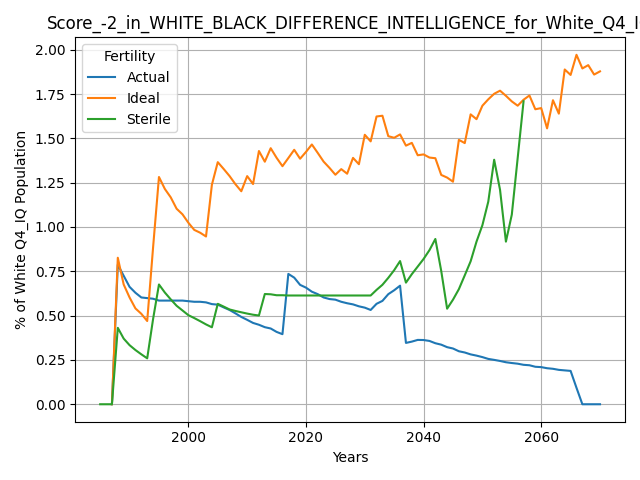 Score_-2_in_WHITE_BLACK_DIFFERENCE_INTELLIGENCE_for_White_Q4_I
Fertility
Actual
Ideal
Sterile
% of White Q4_IQ Population
2.00
1.75
1.50
1.25
1.00
0.75
0.50
0.25
0.00
2000
2020
2040
2060
Years